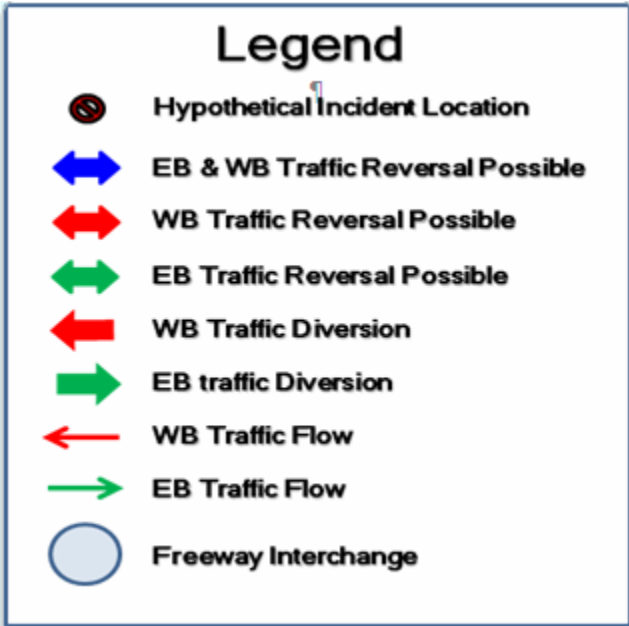 Legend
¶
Hypothetical Incident Location
EB & WB Traffic Reversal Possible
WB Traffic Reversal Possible
EB Traffic Reversal Possible
WB Traffic Diversion
EB traffic Diversion
WB Traffic Flow
EB Traffic Flow
Freeway Interchange